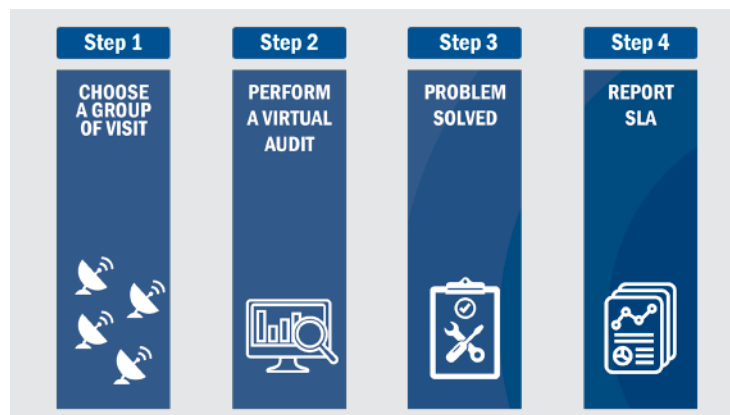 Step 1
CHOOSE
A GROUP
OF VISIT
Step 2
PERFORM
A VIRTUAL
AUDIT
Step 3
PROBLEM
SOLVED
Step 4
REPORT
SLA